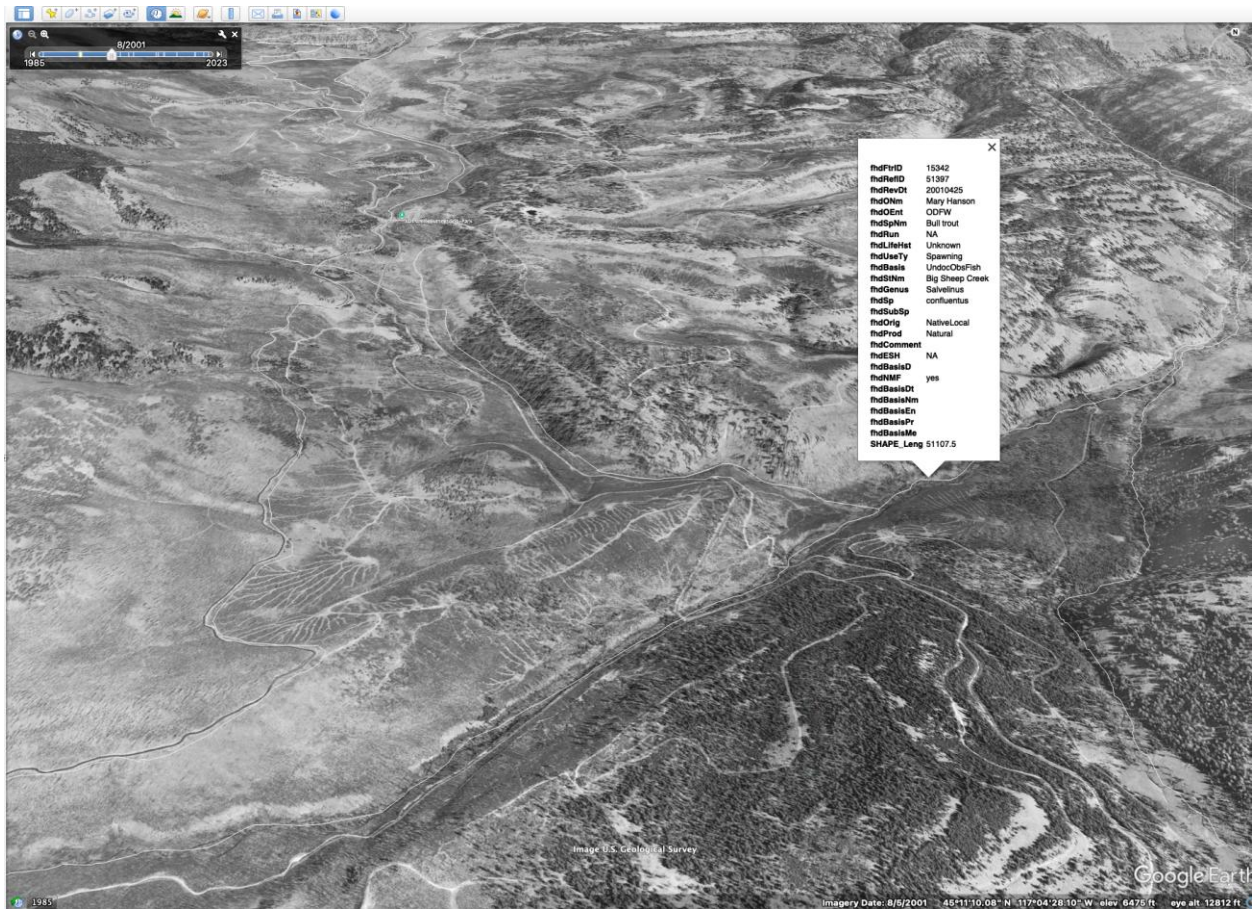 8/2001
1985
2023
fhdFtrID 15342
fhdRefID 51397
fhdRevDt 20010425
fhdONm Mary Hanson
fhdOEnt ODFW
fhdSpNm Bull trout
fhdRun NA
fhdLifeHst Unknown
fhdUseTy Spawning
fhdBasis UndocObsFish
fhdStNm Big Sheep Creek
fhdGenus Salvelinus
fhdSp confluentus
fhdSubSp
fhdOrig NativeLocal
fhdProd Natural
fhdComment
fhdESH NA
fhdBasisD
fhdNMF yes
fhdBasisDt
fhdBasisNm
fhdBasisEn
fhdBasisPr
fhdBasisMe
SHAPE_Leng 51107.5
Image U.S. Geological Survey
Google Earth
1985
Imagery Date: 8/5/2001 45°11'10.08" N 117°04'28.10" W elev 6475 ft eye alt 12812 ft